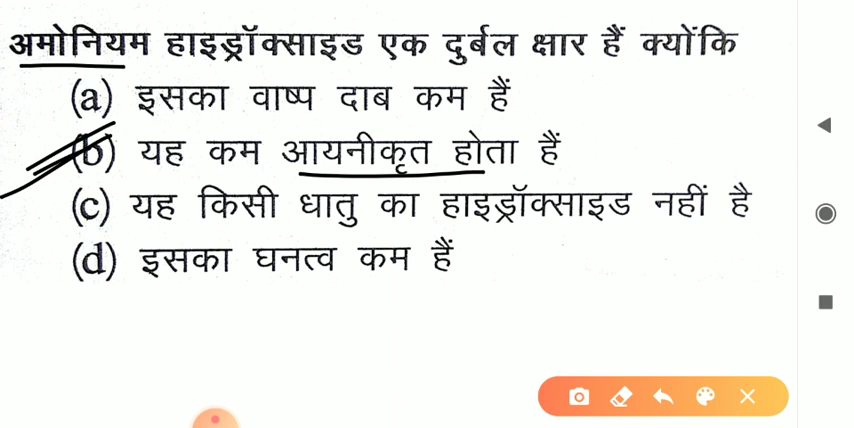 अमोनियम हाइड्रॉक्साइड एक दुर्बल क्षार हैं क्योंकि
(a) इसका वाष्प दाब कम हैं
(b) यह कम आयनीकृत होता हैं
(c) यह किसी धातु का हाइड्रॉक्साइड नहीं है
(d) इसका घनत्व कम हैं